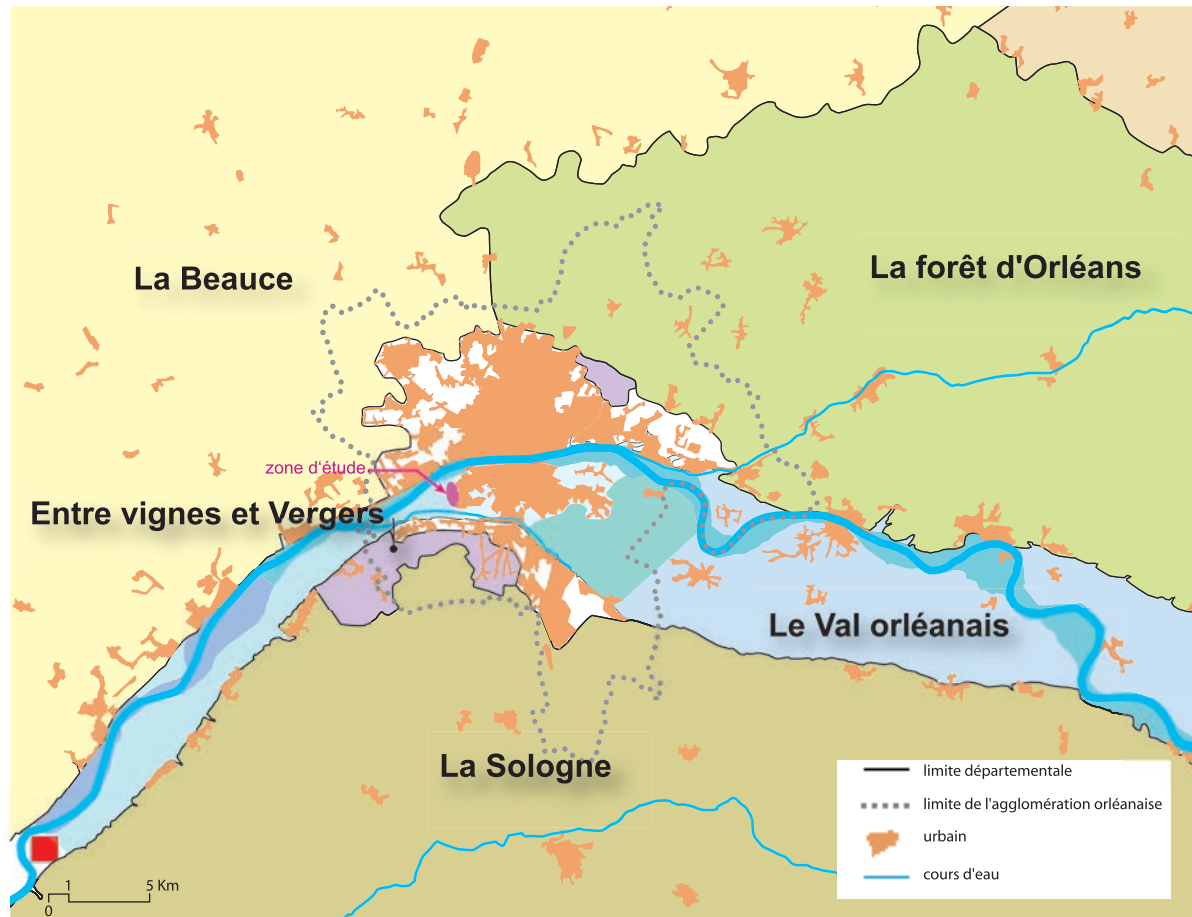 La Beauce
La forêt d'Orléans
zone d'étude
Entre vignes et Vergers
Le Val orléanais
La Sologne
limite départementale
limite de l'agglomération orléanaise
urbain
cours d'eau
1
5 Km
0